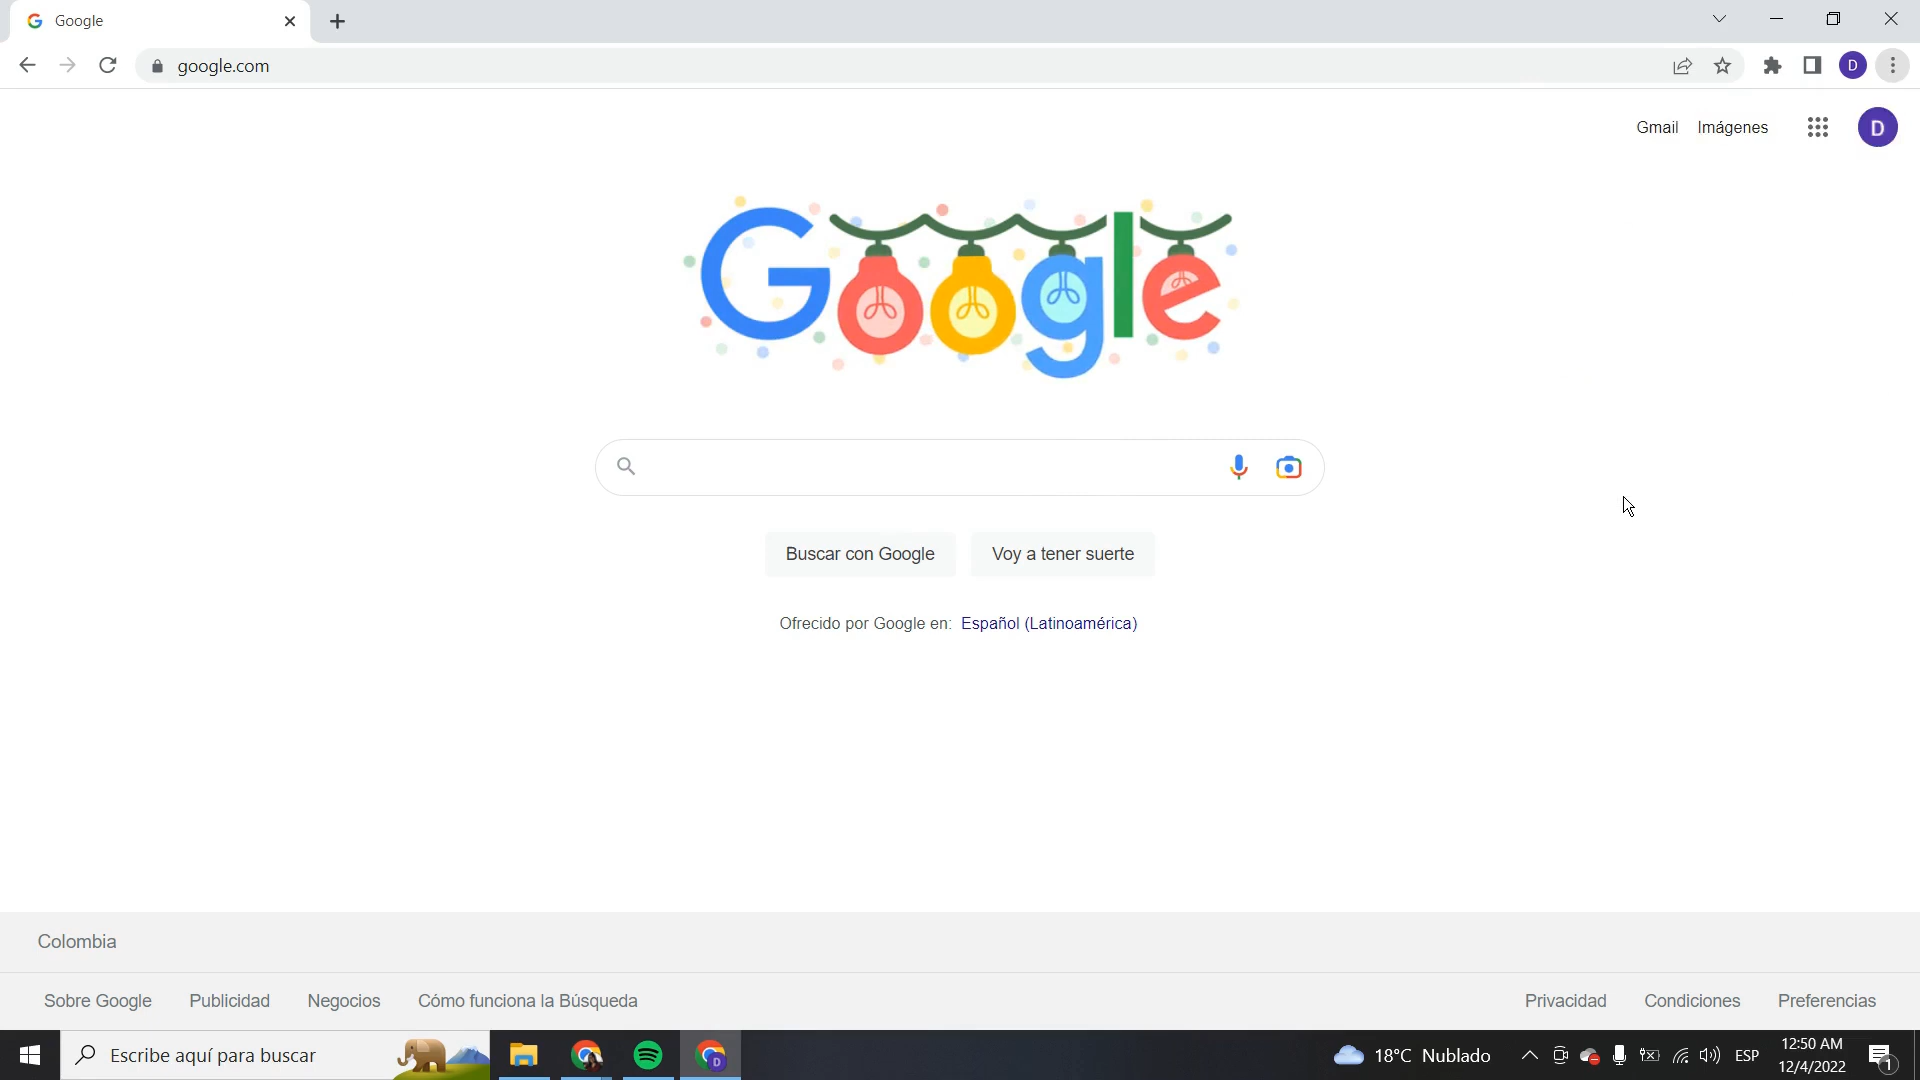 Google
google.com
D
Gmail Imágenes
D
Google
Buscar con Google Voy a tener suerte
Ofrecido por Google en: Español (Latinoamérica)
Colombia
Sobre Google Publicidad Negocios Cómo funciona la Búsqueda Privacidad Condiciones Preferencias
Escribe aquí para buscar D 18°C Nublado ESP 12:50 AM
12/4/2022 1